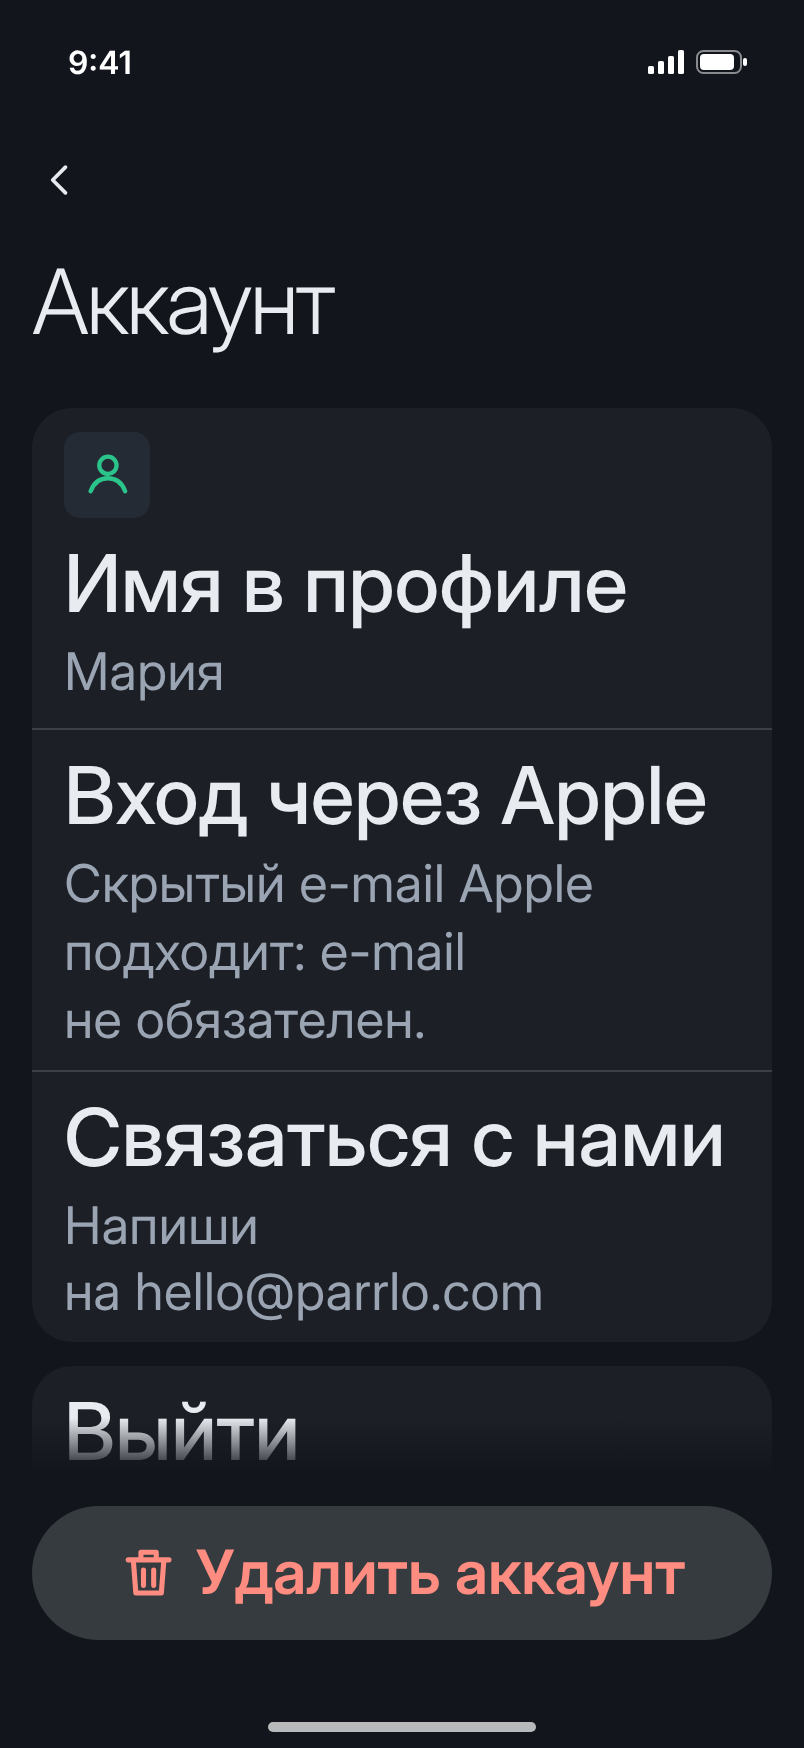 9:41
Аккаунт
Имя в профиле
Мария
Вход через Apple
Скрытый e-mail Apple
подходит: e-mail
не обязателен.
Связаться с нами
Напиши
на hello@parrlo.com
Выйти
Удалить аккаунт